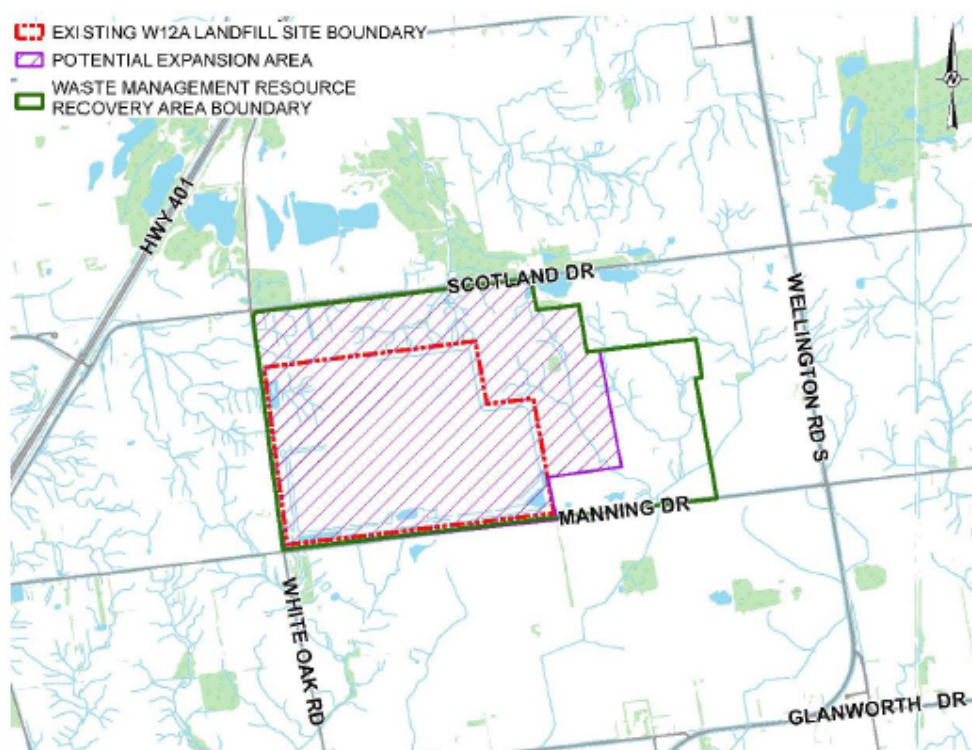 EXISTING W12A LANDFILL SITE BOUNDARY
POTENTIAL EXPANSION AREA
WASTE MANAGEMENT RESOURCE
RECOVERY AREA BOUNDARY
N
HWY 401
SCOTLAND DR
WELLINGTON RD S
MANNING DR
WHITE OAK RD
GLANWORTH DR